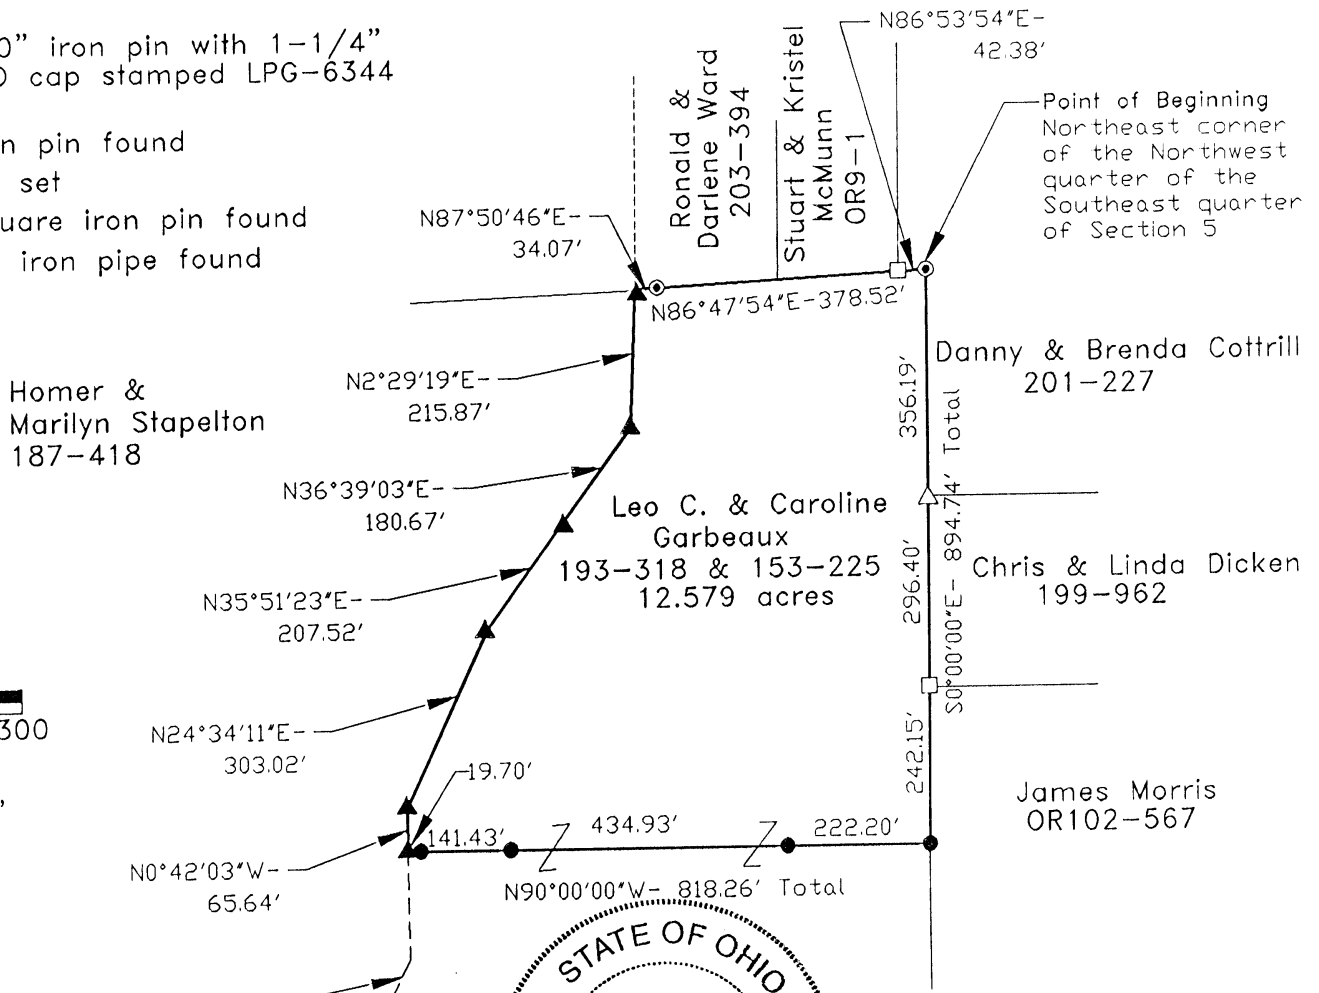 0" iron pin with 1-1/4"
cap stamped LPG-6344
n pin found
set
uare iron pin found
iron pipe found
N86°53'54"E-
42.38'
Point of Beginning
Northeast corner
of the Northwest
quarter of the
Southeast quarter
of Section 5
Ronald &
Darlene Ward
203-394
Stuart & Kristel
McMunn
OR9-1
N87°50'46"E-
34.07'
N86°47'54"E-378.52'
N2°29'19"E-
215.87'
Homer &
Marilyn Stapelton
187-418
Danny & Brenda Cottrill
201-227
356.19'
S0°00'00"E- 894.74' Total
N36°39'03"E-
180.67'
Leo C. & Caroline
Garbeaux
193-318 & 153-225
12.579 acres
296.40'
Chris & Linda Dicken
199-962
N35°51'23"E-
207.52'
300
N24°34'11"E-
303.02'
242.15'
James Morris
OR102-567
19.70'
141.43'
434.93'
222.20'
N0°42'03"W-
65.64'
N90°00'00"W- 818.26' Total
STATE OF OHIO